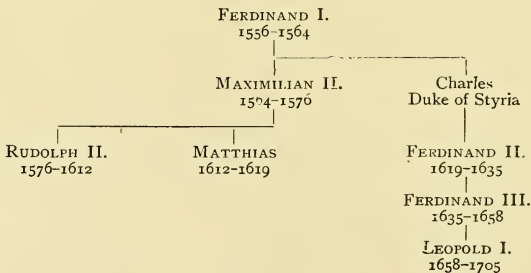 FERDINAND I.
1556-1564
MAXIMILIAN II.
1564-1576
Charles
Duke of Styria
RUDOLPH II.
1576-1612
MATTHIAS
1612-1619
FERDINAND II.
1619-1635
FERDINAND III.
1635-1658
LEOPOLD I.
1658-1705